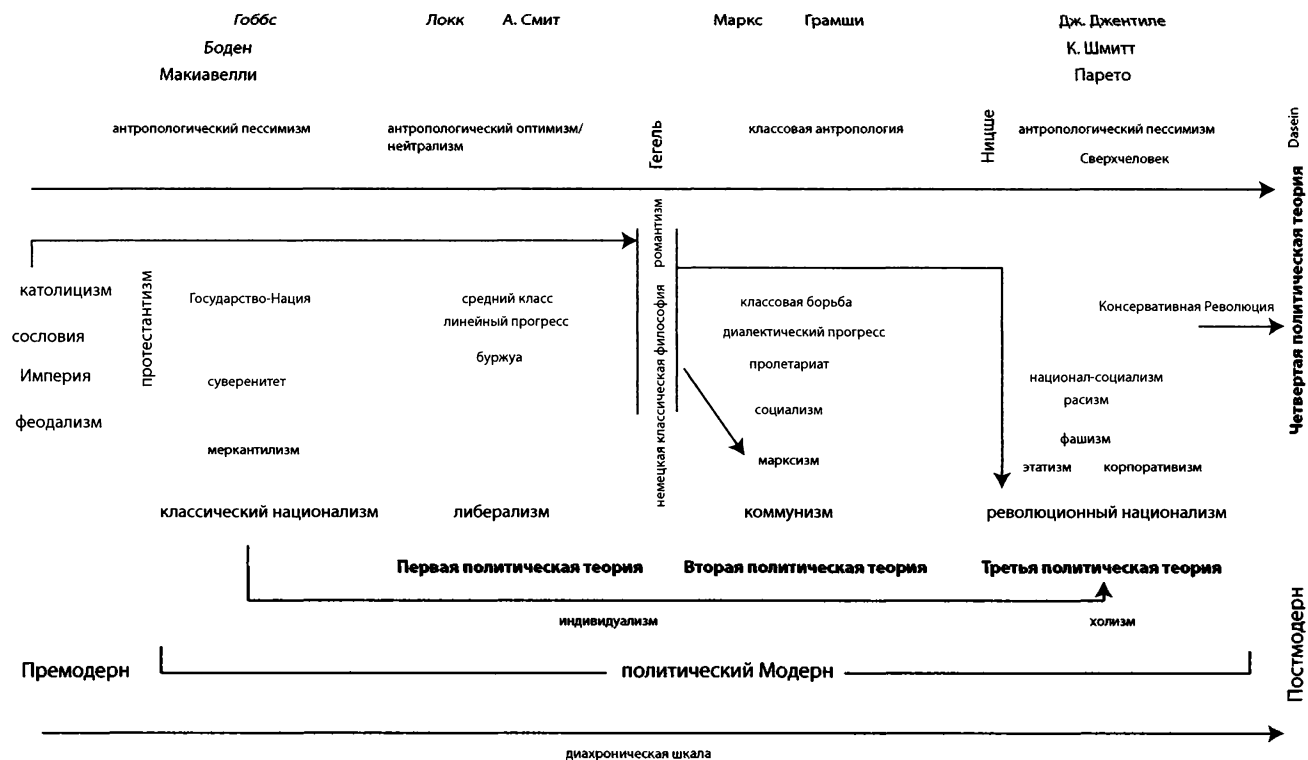 Гоббс
Локк
А. Смит
Маркс
Грамши
Дж. Джентиле
Боден
К. Шмитт
Макиавелли
Парето
антропологический пессимизм
антропологический оптимизм/
нейтрализм
Гегель
классовая антропология
Ницше
антропологический пессимизм
Сверхчеловек
Dasein
Четвертая политическая теория
католицизм
сословия
Империя
феодализм
протестантизм
Государство-Нация
суверенитет
меркантилизм
средний класс
линейный прогресс
буржуа
немецкая классическая философия романтизм
классовая борьба
диалектический прогресс
пролетариат
социализм
марксизм
Консервативная Революция
национал-социализм
расизм
фашизм
этатизм
корпоративизм
классический национализм
либерализм
коммунизм
революционный национализм
Первая политическая теория
Вторая политическая теория
Третья политическая теория
индивидуализм
холизм
Премодерн
политический Модерн
Постмодерн
диахроническая шкала